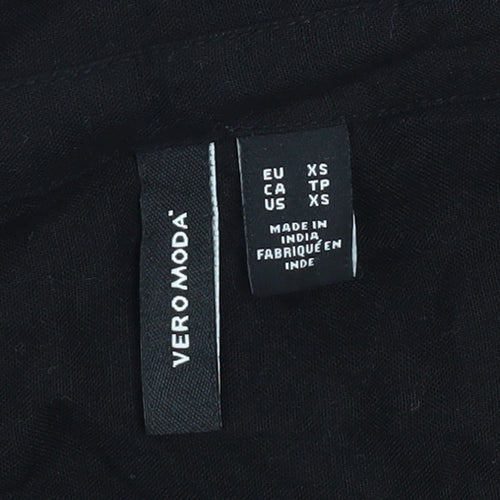 VERO MODA
EU XS
CA TP
US XS
MADE IN
INDIA
FABRIQUÉ EN
INDE